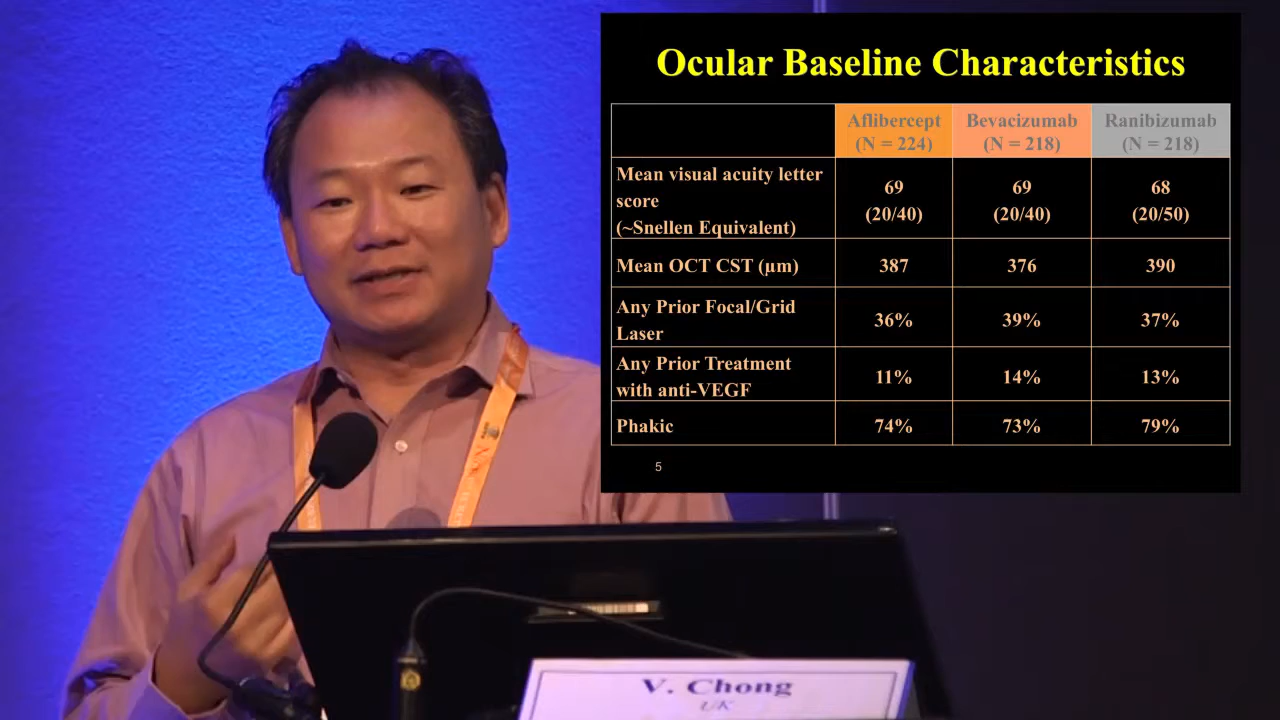 Ocular Baseline Characteristics
Aflibercept Bevacizumab Ranibizumab
(N = 224) (N = 218) (N = 218)
Mean visual acuity letter
score
(~Snellen Equivalent)
69 69 68
(20/40) (20/40) (20/50)
Mean OCT CST (µm) 387 376 390
Any Prior Focal/Grid
Laser
36% 39% 37%
Any Prior Treatment
with anti-VEGF
11% 14% 13%
Phakic 74% 73% 79%
5
V. Chong
UK